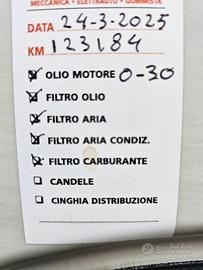 MECCANICA • ELETTRAUTO • GOMMISTA
DATA 24-3-2025
KM 123184
☑ OLIO MOTORE 0-30
☑ FILTRO OLIO
☑ FILTRO ARIA
☑ FILTRO ARIA CONDIZ.
☑ FILTRO CARBURANTE
☐ CANDELE
☐ CINGHIA DISTRIBUZIONE
subito